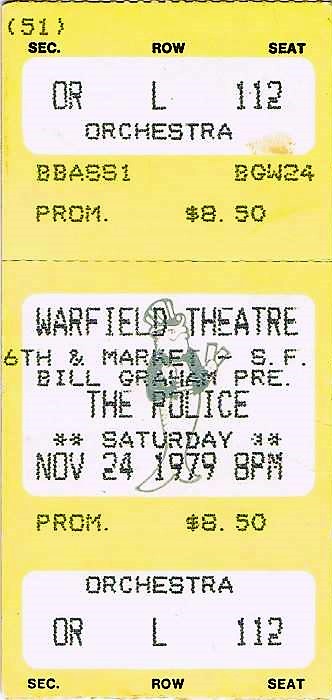 (51)
SEC. ROW SEAT
OR L 112
ORCHESTRA
BBASS1 BGW24
PROM. $8.50
WARFIELD THEATRE
6TH & MARKET - S.F.
BILL GRAHAM PRE.
THE POLICE
** SATURDAY **
NOV 24 1979 8PM
PROM. $8.50
ORCHESTRA
OR L 112
SEC. ROW SEAT